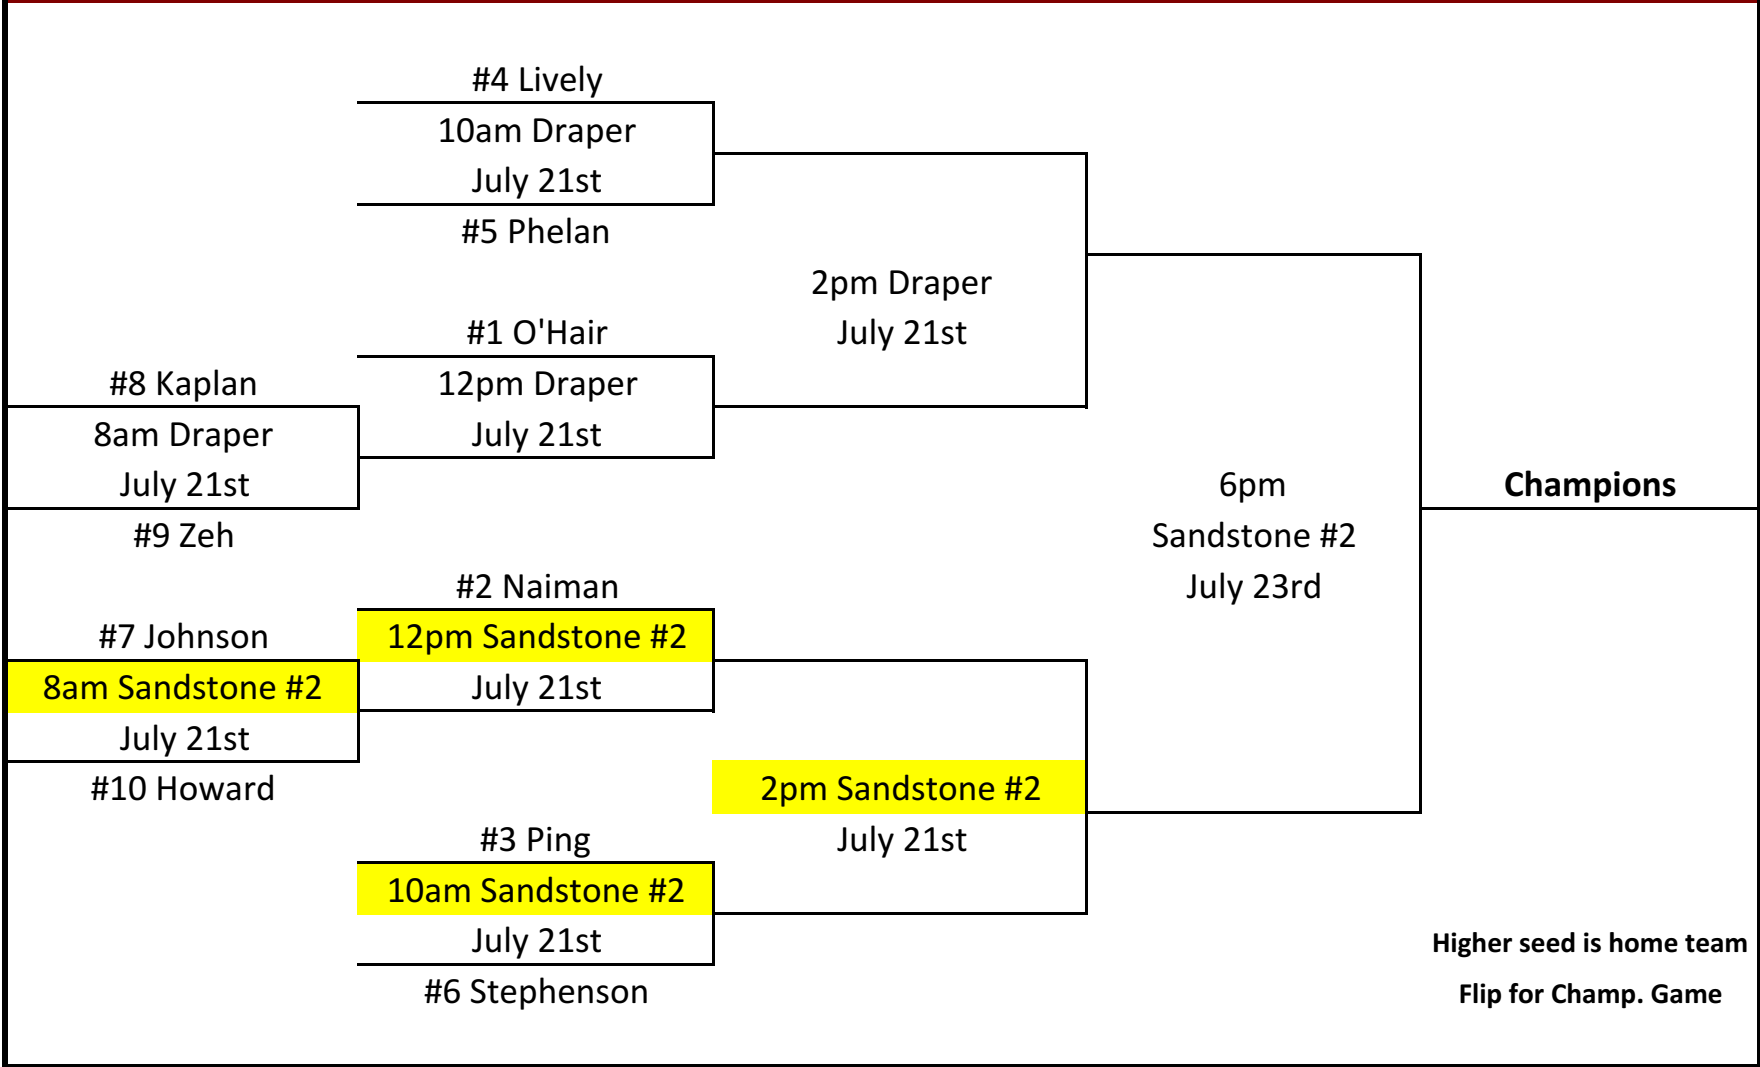 #4 Lively
10am Draper
July 21st
#5 Phelan
2pm Draper
July 21st
#1 O'Hair
12pm Draper
July 21st
#8 Kaplan
8am Draper
July 21st
#9 Zeh
6pm
Sandstone #2
July 23rd
Champions
#2 Naiman
12pm Sandstone #2
July 21st
#7 Johnson
8am Sandstone #2
July 21st
#10 Howard
2pm Sandstone #2
July 21st
#3 Ping
10am Sandstone #2
July 21st
#6 Stephenson
Higher seed is home team
Flip for Champ. Game